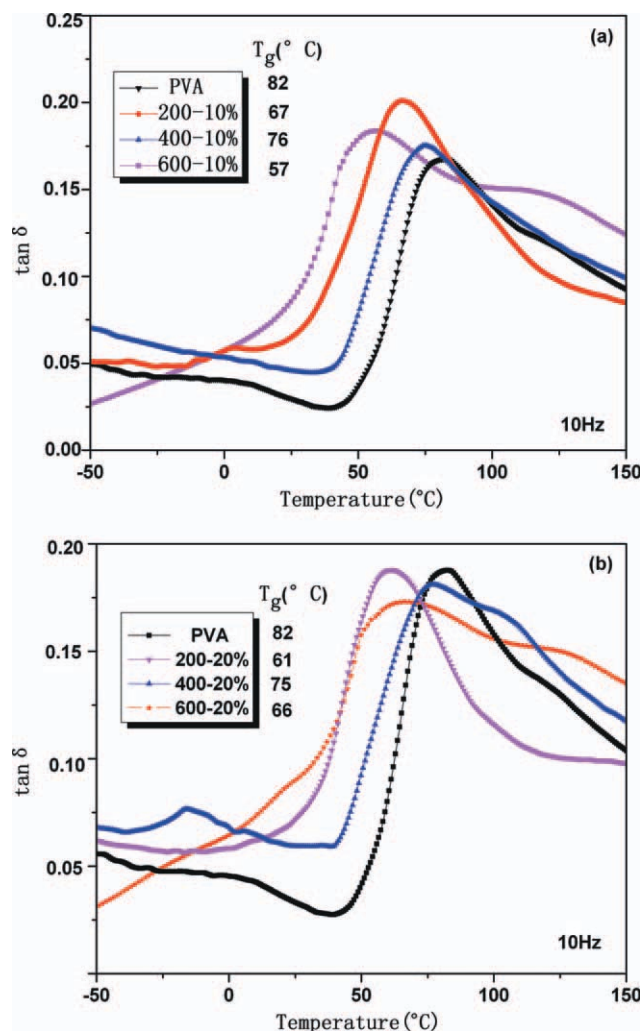 0.25
(a)
Tg(° C)
PVA 82
0.20
200-10% 67
400-10% 76
600-10% 57
0.15
tan δ
0.10
0.05
10Hz
0.00
-50 0 50 100 150
Temperature(°C)
0.20
(b)
Tg(° C)
PVA 82
200-20% 61
0.15
400-20% 75
600-20% 66
tan δ
0.10
0.05
10Hz
-50 0 50 100 150
Temperature(°C)